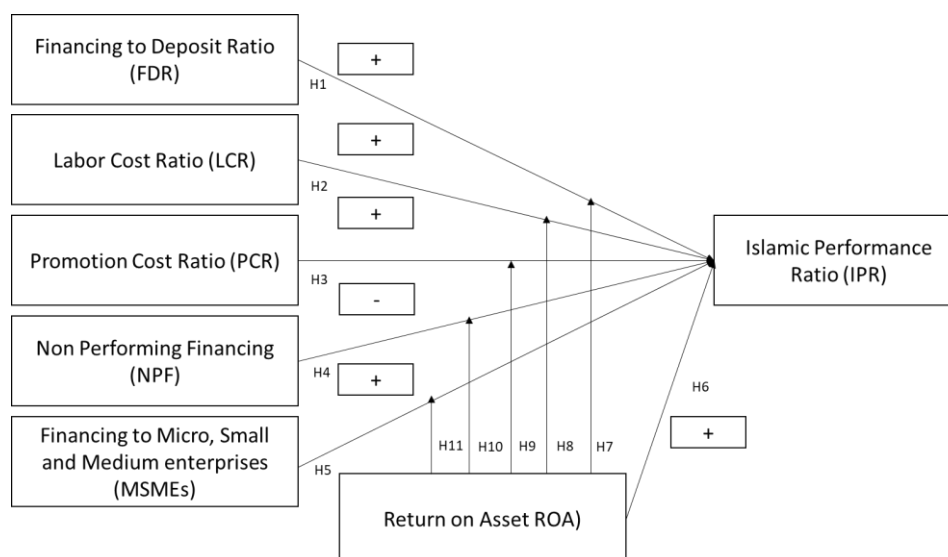 Financing to Deposit Ratio
(FDR)
+
H1
Labor Cost Ratio (LCR)
+
H2
+
Promotion Cost Ratio (PCR)
H3
-
Islamic Performance
Ratio (IPR)
Non Performing Financing
(NPF)
H4
+
H6
+
Financing to Micro, Small
and Medium enterprises
(MSMEs)
H5
H11
H10
H9
H8
H7
Return on Asset ROA)